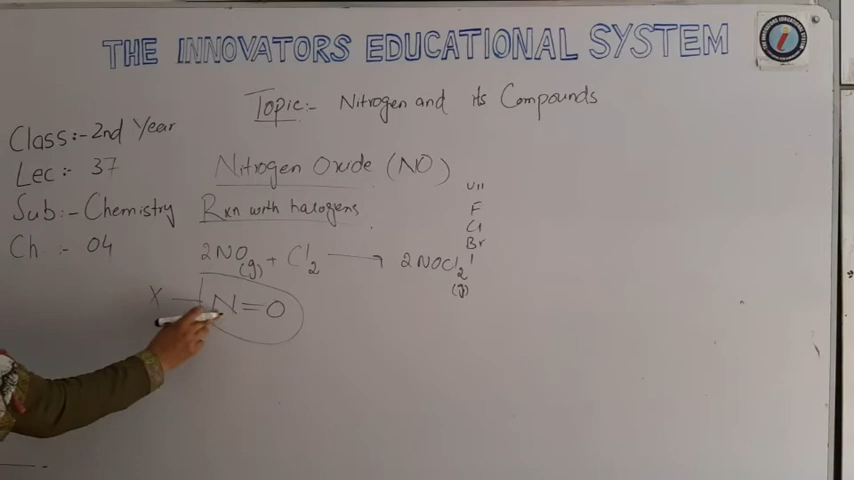 THE INNOVATORS EDUCATIONAL SYSTEM
Topic:- Nitrogen and its Compounds
Class:- 2nd Year
Lec :- 37
Sub:- Chemistry
Ch :- 04
Nitrogen Oxide (NO)
Rxn with halogens
VII
F
Cl
Br
I
2NO(g) + Cl2 → 2NOCl2(g)
X — N=O